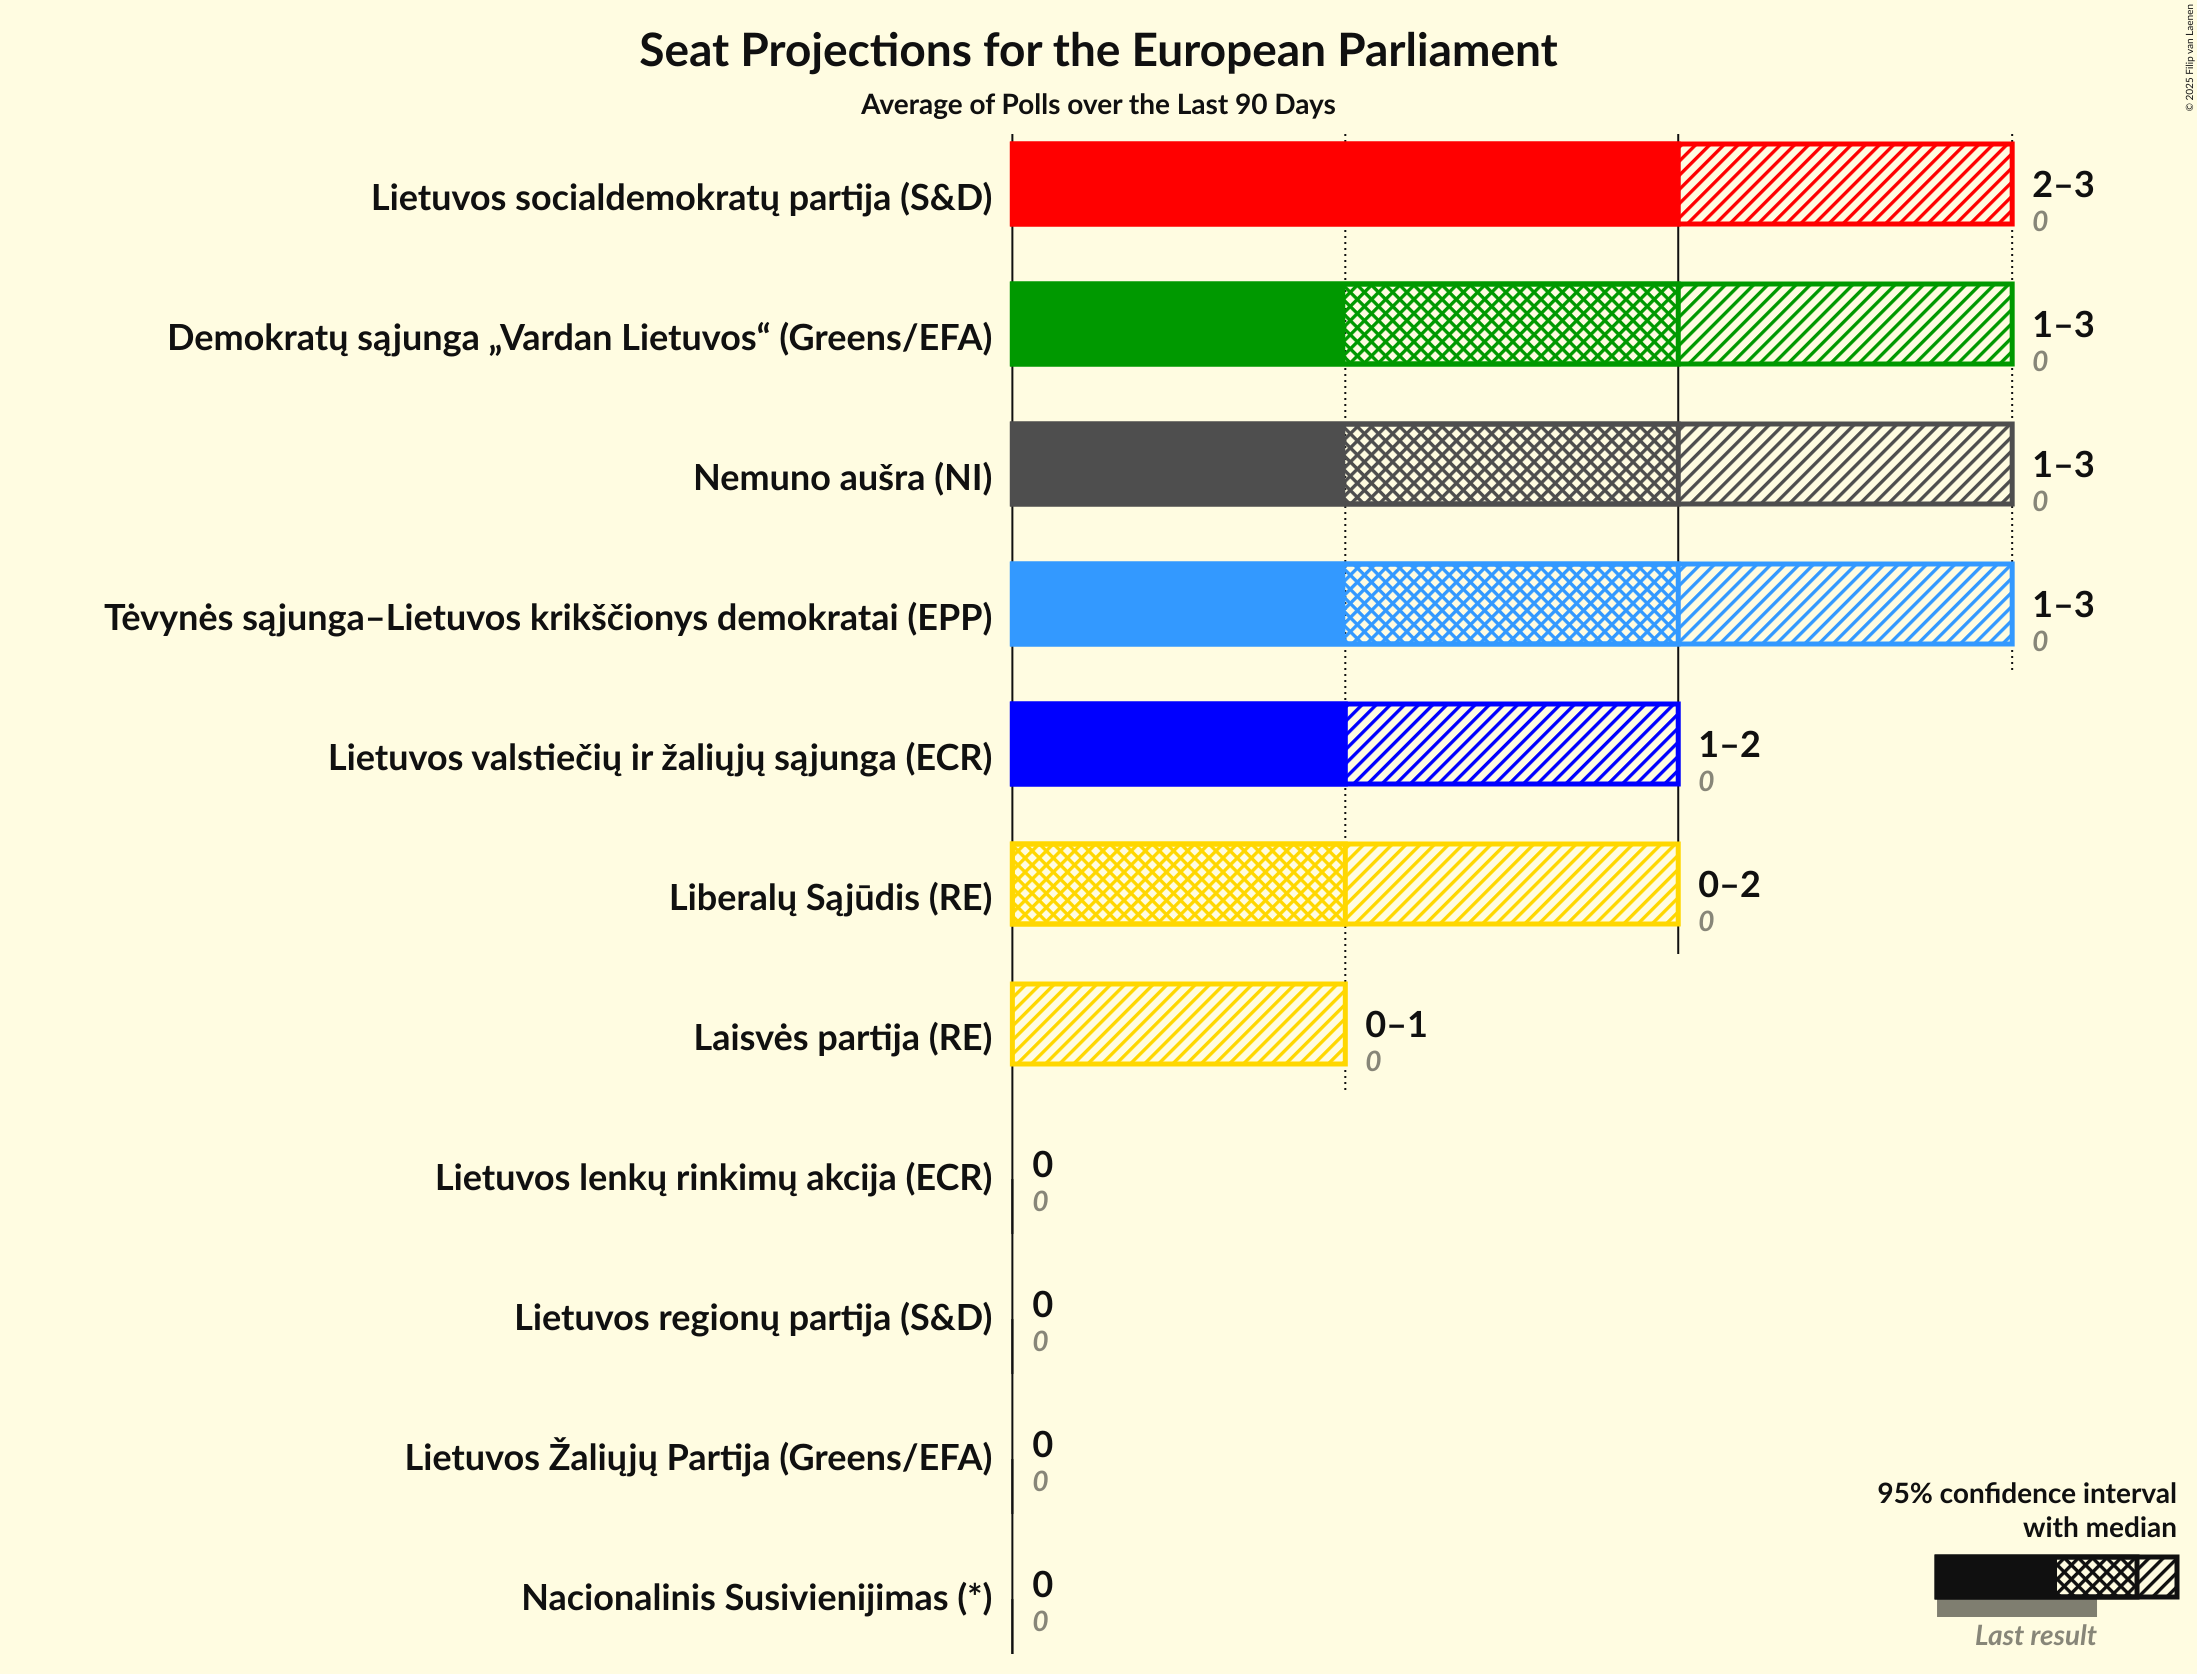 Seat Projections for the European Parliament
Average of Polls over the Last 90 Days
© 2025 Filip van Laenen
Lietuvos socialdemokratų partija (S&D)
2–3
0
Demokratų sąjunga „Vardan Lietuvos“ (Greens/EFA)
1–3
0
Nemuno aušra (NI)
1–3
0
Tėvynės sąjunga–Lietuvos krikščionys demokratai (EPP)
1–3
0
Lietuvos valstiečių ir žaliųjų sąjunga (ECR)
1–2
0
Liberalų Sąjūdis (RE)
0–2
0
Laisvės partija (RE)
0–1
0
Lietuvos lenkų rinkimų akcija (ECR)
0
0
Lietuvos regionų partija (S&D)
0
0
Lietuvos Žaliųjų Partija (Greens/EFA)
0
0
Nacionalinis Susivienijimas (*)
0
0
95% confidence interval
with median
Last result